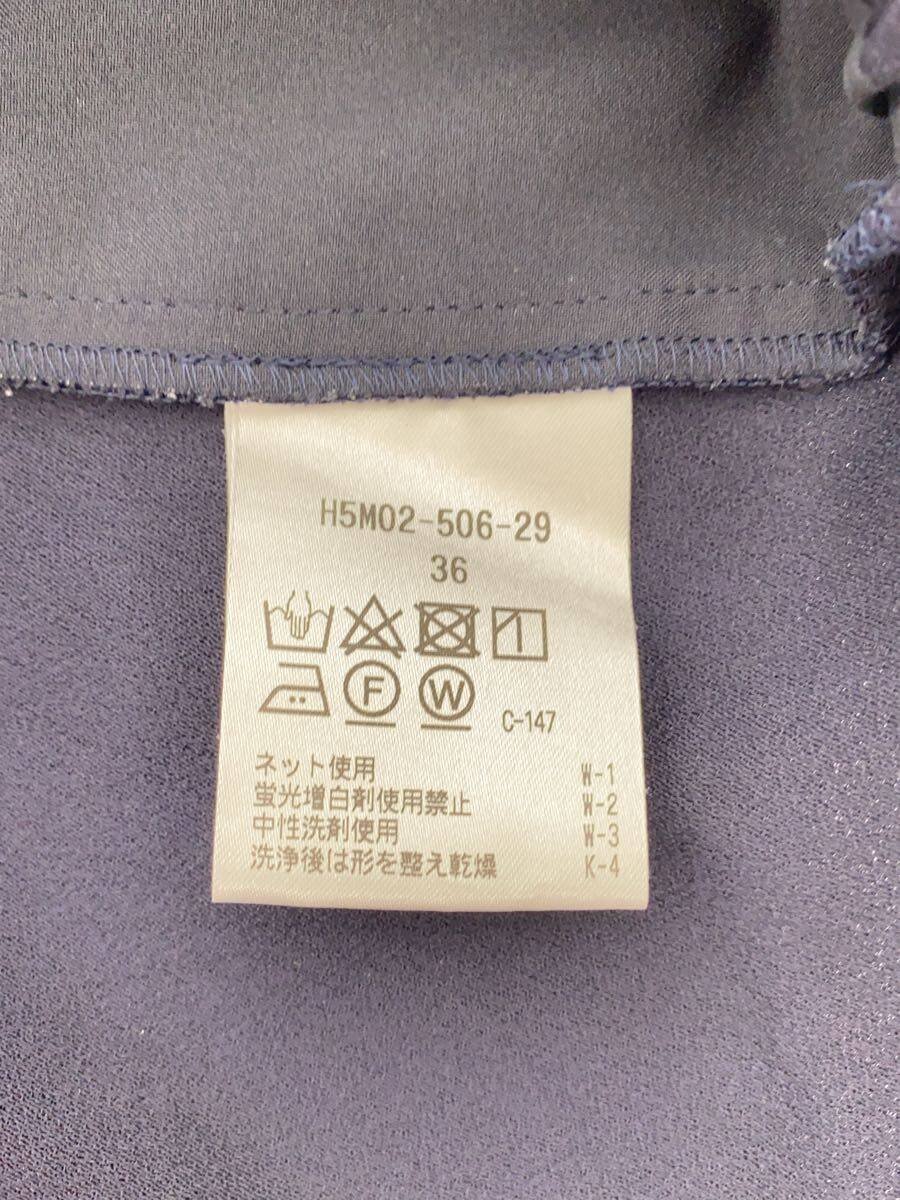 H5M02-506-29
36
F W C-147
ネット使用 W-1
蛍光増白剤使用禁止 W-2
中性洗剤使用 W-3
洗浄後は形を整え乾燥 K-4